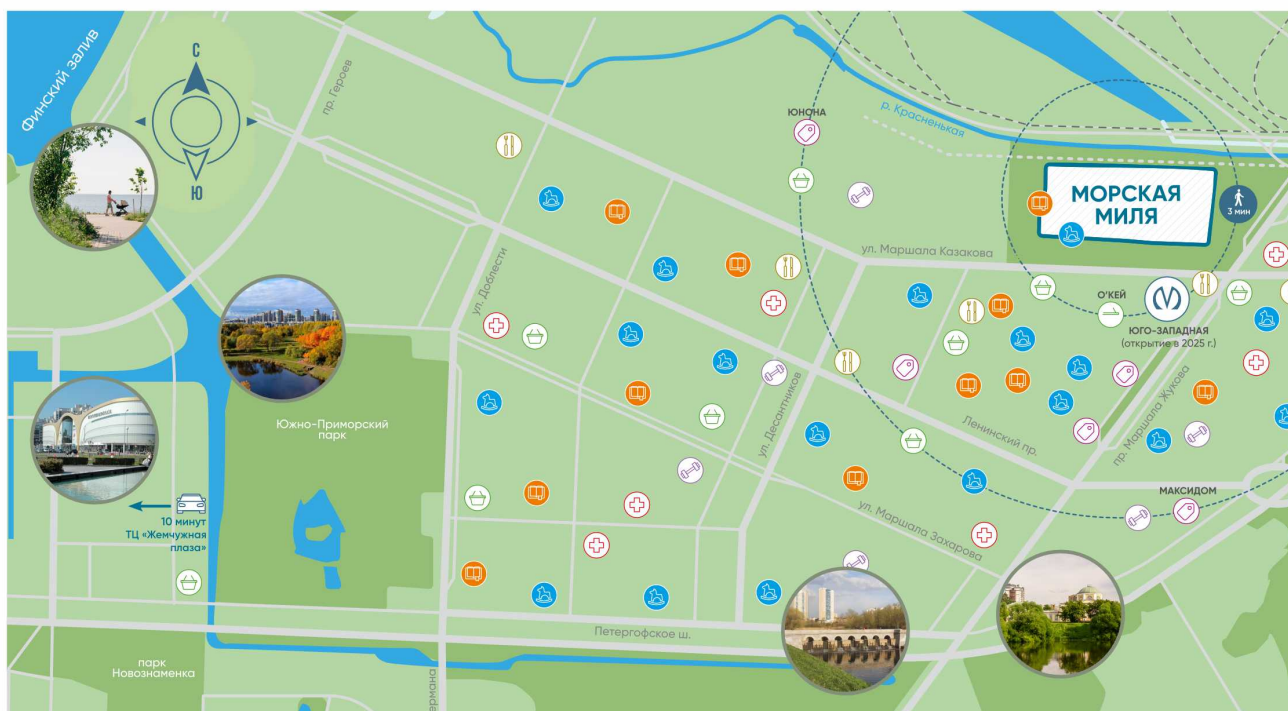 Финский залив
С
Ю
пр. Героев
ЮНОНА
р. Красненькая
МОРСКАЯ
МИЛЯ
3 мин
ул. Маршала Казакова
ул. Доблести
О'КЕЙ
ЮГО-ЗАПАДНАЯ
(открытие в 2025 г.)
Южно-Приморский
парк
ул. Десантников
Ленинский пр.
пр. Маршала Жукова
МАКСИДОМ
10 минут
ТЦ «Жемчужная
плаза»
ул. Маршала Захарова
Петергофское ш.
парк
Новознаменка
ермана